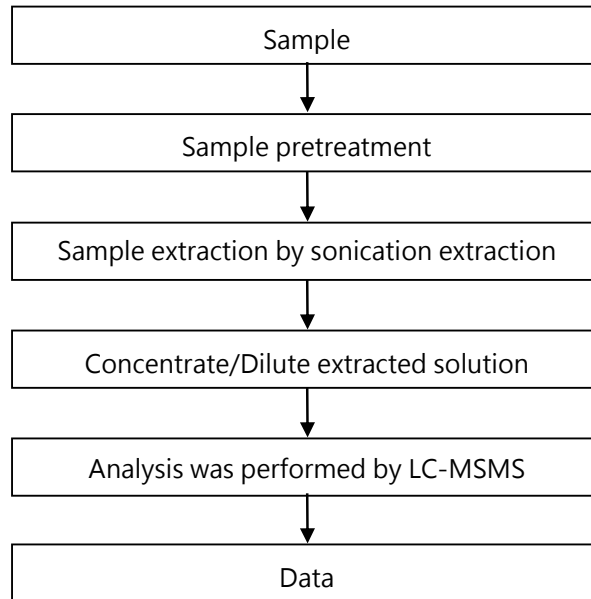 Sample
Sample pretreatment
Sample extraction by sonication extraction
Concentrate/Dilute extracted solution
Analysis was performed by LC-MSMS
Data